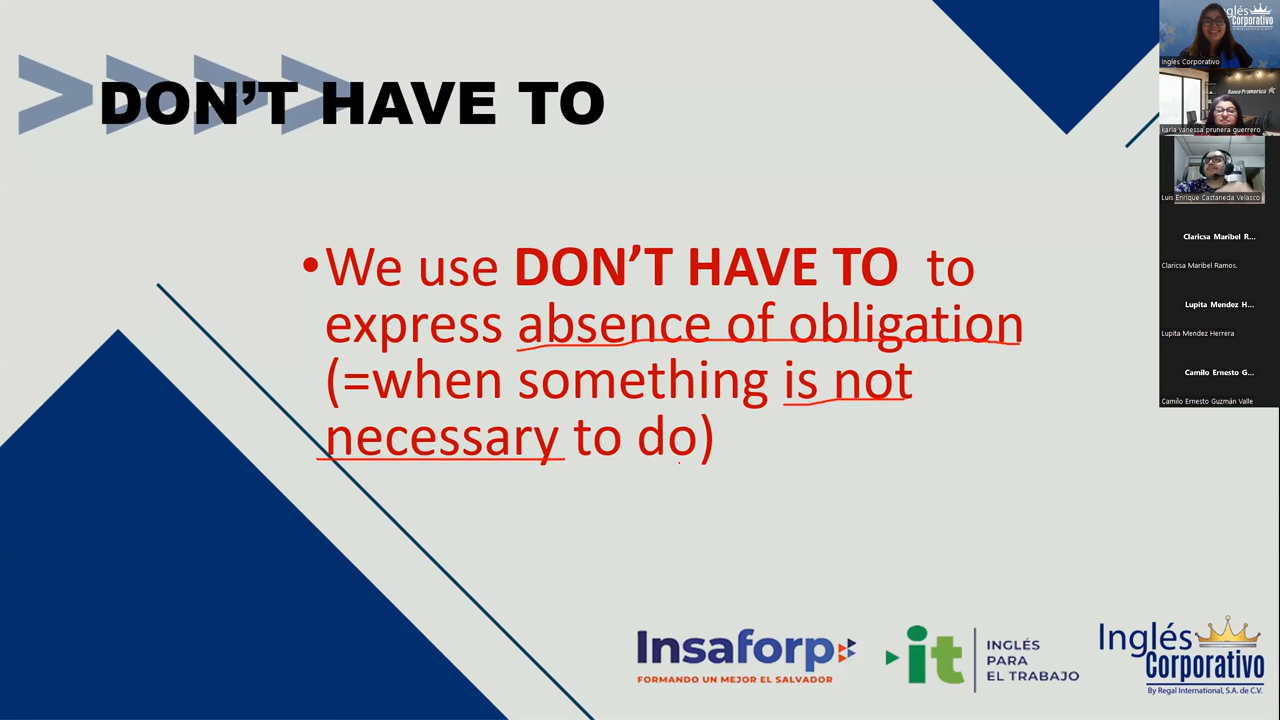 DON'T HAVE TO
•We use DON'T HAVE TO to
express absence of obligation
(=when something is not
necessary to do)
Insaforp
FORMANDO UN MEJOR EL SALVADOR
it
INGLÉS
PARA
EL TRABAJO
Inglés
Corporativo
By Regal International, S.A. de C.V.
glés
Corporativo
Ingles Corporativo
Banco Promerica
karla vanessa prunera guerrero
Luis Enrique Castaneda Velasco
Claricsa Maribel R...
Claricsa Maribel Ramos.
Lupita Mendez H...
Lupita Mendez Herrera
Camilo Ernesto G...
Camilo Ernesto Guzmán Valle